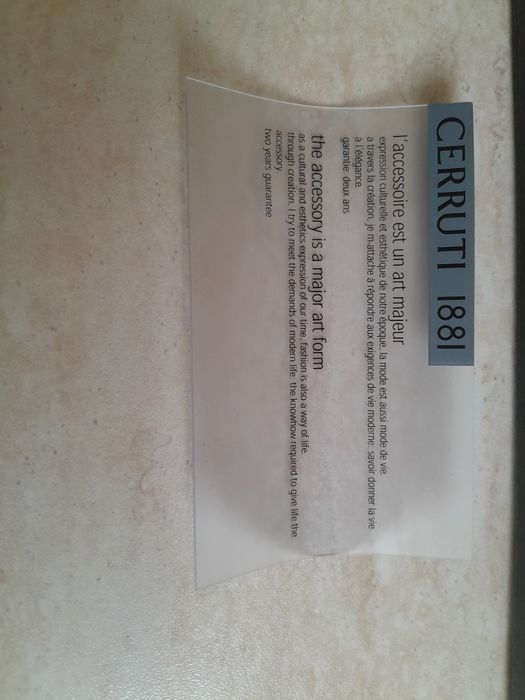 CERRUTI 1881
l'accessoire est un art majeur
expression culturelle et esthétique de notre époque, la mode est aussi mode de vie.
a travers la création, je m'attache à répondre aux exigences de vie moderne: savoir donner la vie
à l'élégance.
garantie: deux ans
the accessory is a major art form
as a cultural and esthetics expression of our time, fashion is also a way of life.
through creation, I try to meet the demands of modern life: the knowhow required to give life the
accessory.
two years guarantee